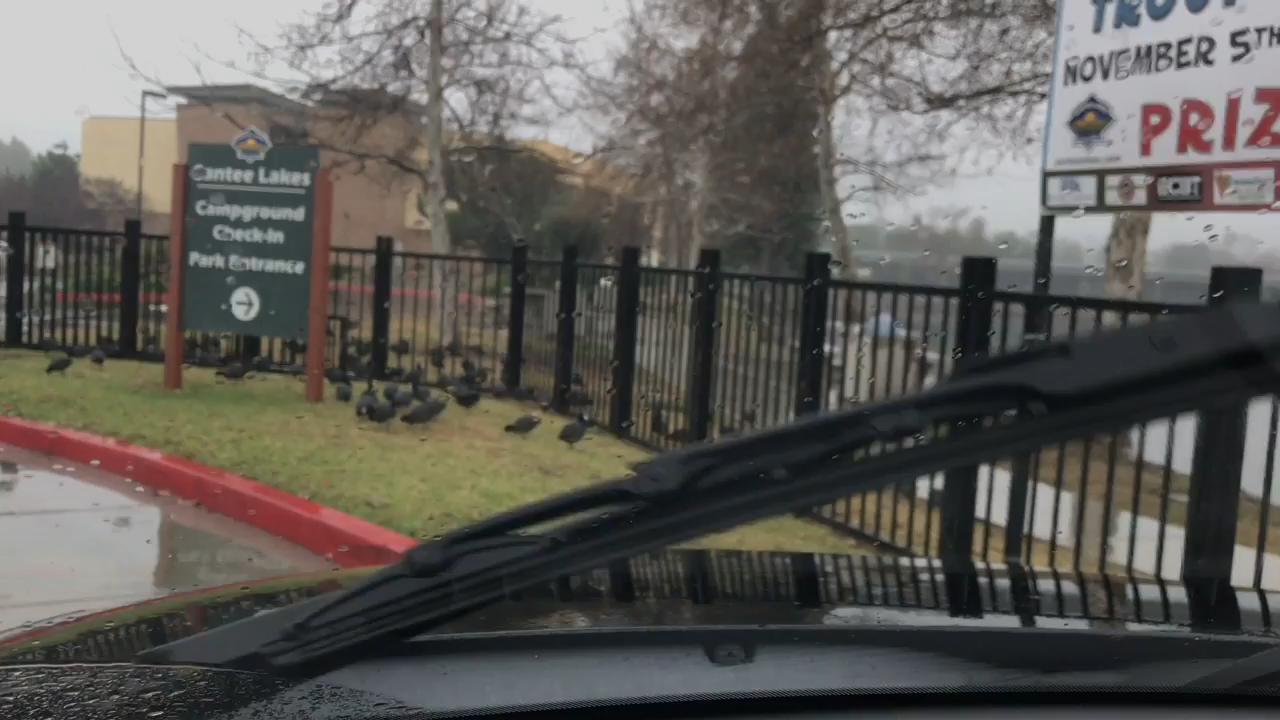 Santee Lakes
Campground
Check-In
Park Entrance
TROUT
NOVEMBER 5TH
PRIZ